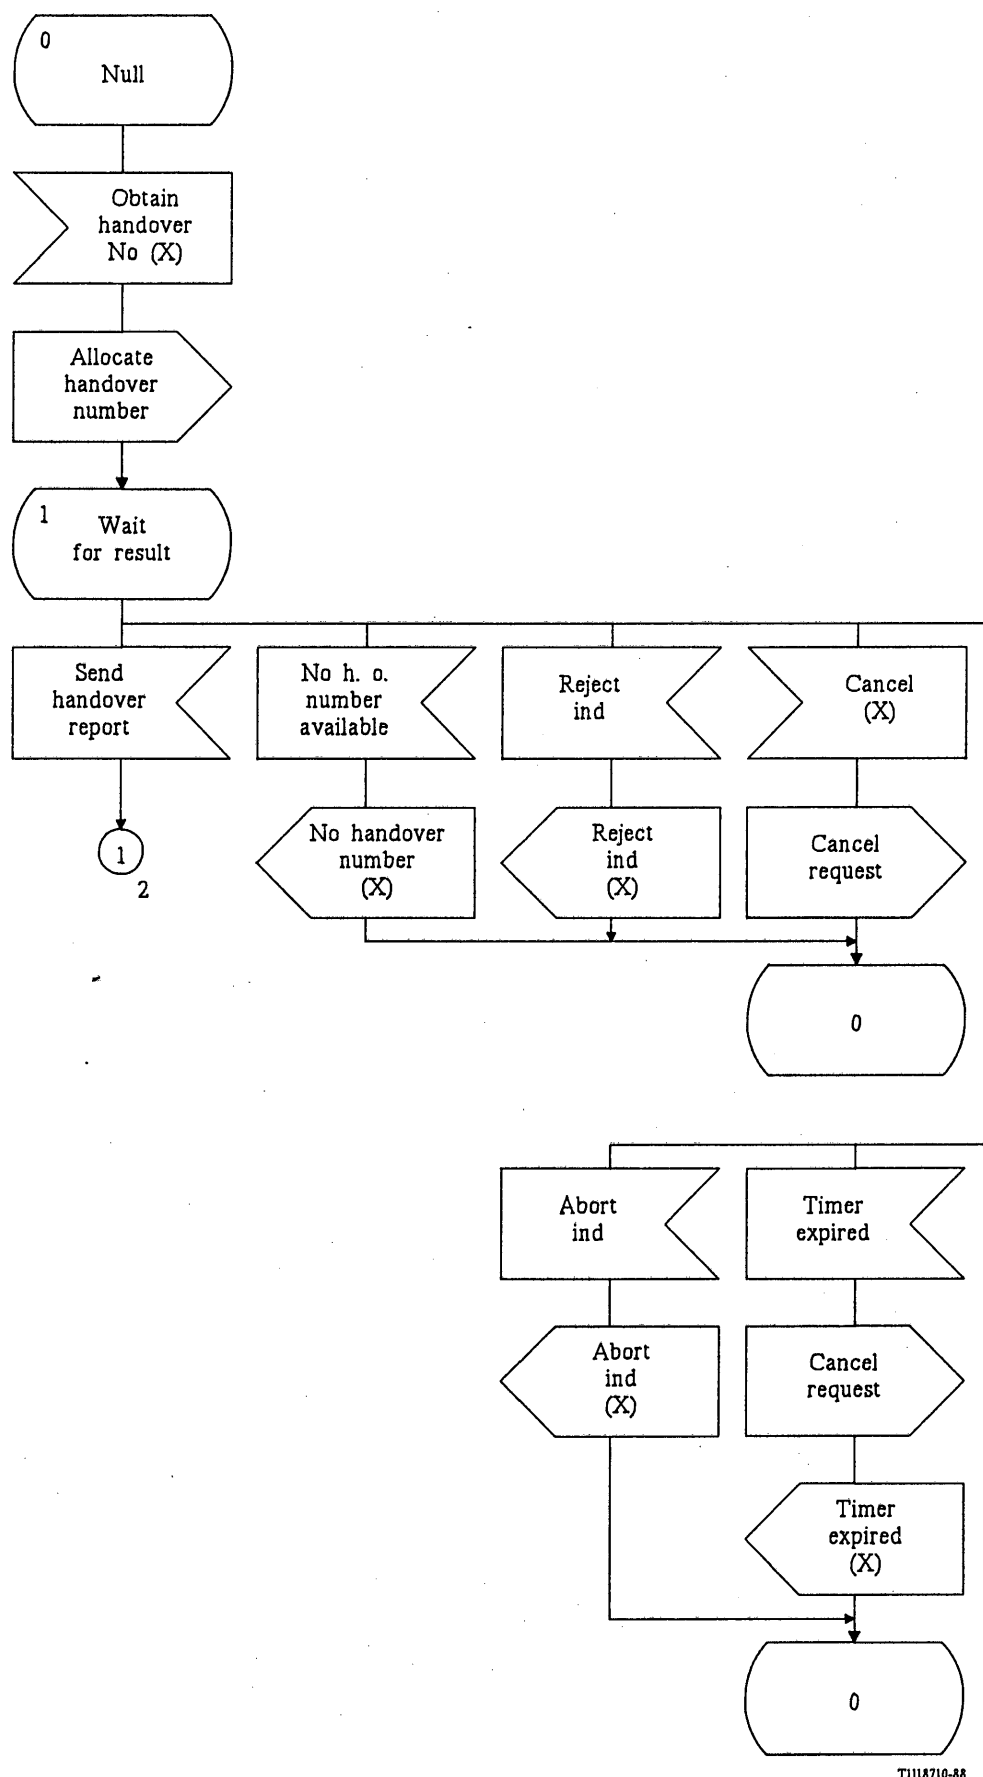 0
Null
Obtain
handover
No (X)
Allocate
handover
number
1
Wait
for result
Send
handover
report
No h. o.
number
available
Reject
ind
Cancel
(X)
1
2
No handover
number
(X)
Reject
ind
(X)
Cancel
request
0
Abort
ind
Timer
expired
Abort
ind
(X)
Cancel
request
Timer
expired
(X)
0
T1118710-88